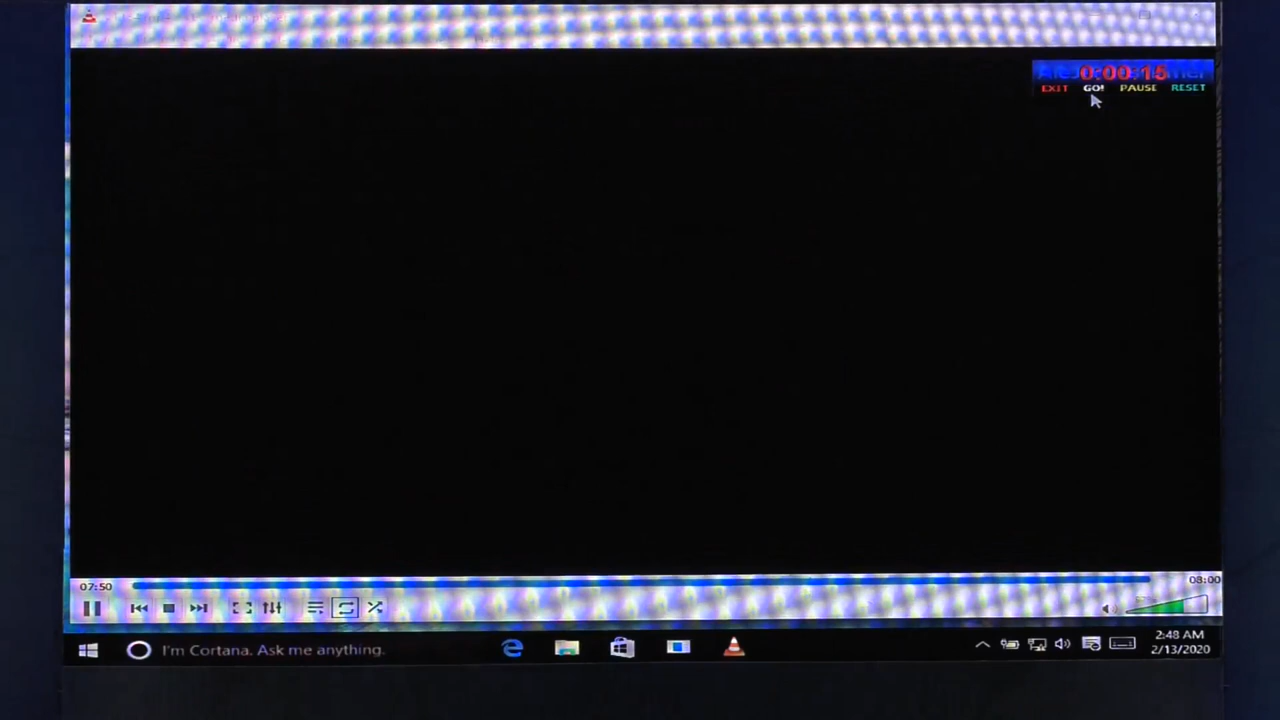 0:00:15
EXIT GO! PAUSE RESET
07:50 08:00
I'm Cortana. Ask me anything.
2:48 AM
2/13/2020